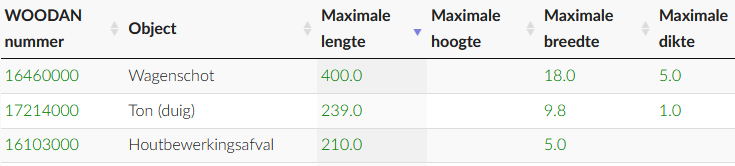 WOODAN nummer Object Maximale lengte Maximale hoogte Maximale breedte Maximale dikte
16460000 Wagenschot 400.0 18.0 5.0
17214000 Ton (duig) 239.0 9.8 1.0
16103000 Houtbewerkingsafval 210.0 5.0